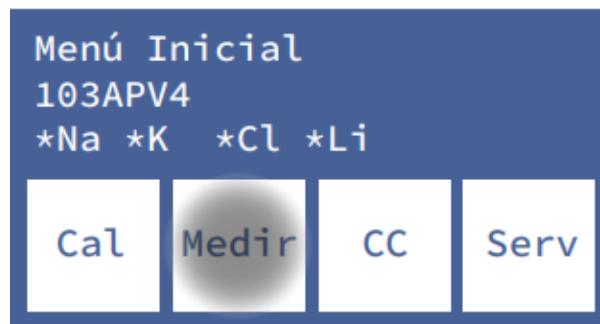 Menú Inicial
103APV4
*Na *K  *Cl *Li
Cal Medir CC Serv